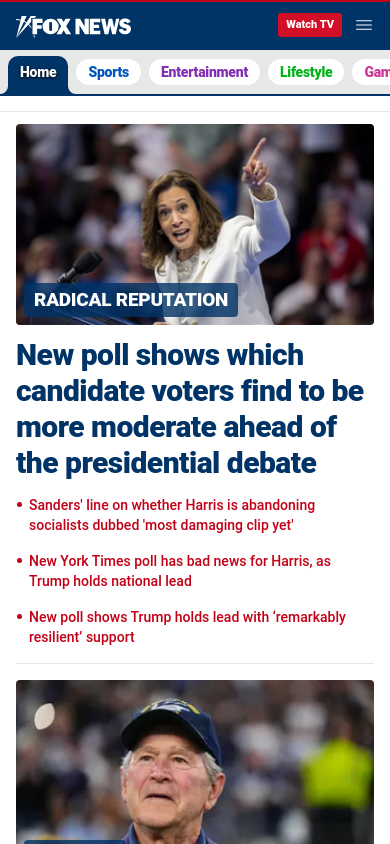 FOX NEWS
Watch TV
Home
Sports
Entertainment
Lifestyle
Gam
RADICAL REPUTATION
New poll shows which
candidate voters find to be
more moderate ahead of
the presidential debate
• Sanders' line on whether Harris is abandoning
socialists dubbed 'most damaging clip yet'
• New York Times poll has bad news for Harris, as
Trump holds national lead
• New poll shows Trump holds lead with ‘remarkably
resilient’ support